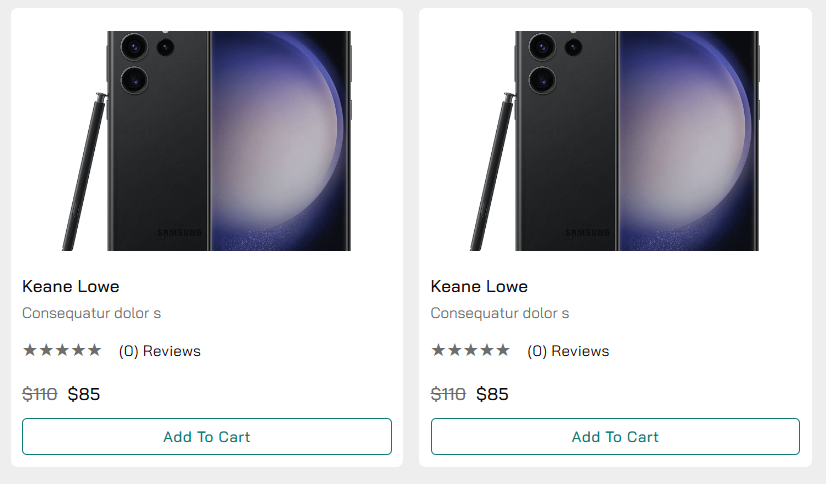 SAMSUNG
SAMSUNG
Keane Lowe
Consequatur dolor s
★★★★★ (0) Reviews
$110 $85
Add To Cart
Keane Lowe
Consequatur dolor s
★★★★★ (0) Reviews
$110 $85
Add To Cart